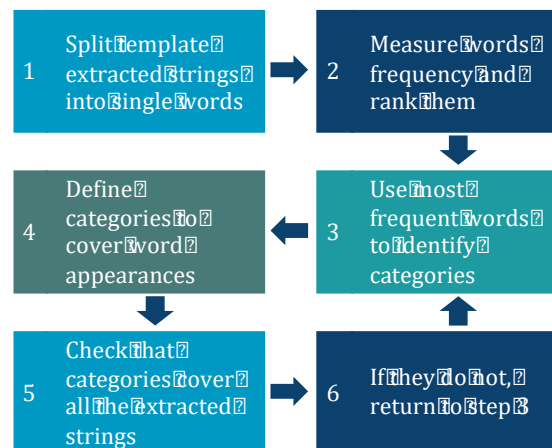 1
Split template
extracted strings
into single words
2
Measure words
frequency and
rank them
4
Define
categories to
cover word
appearances
3
Use most
frequent words
to identify
categories
5
Check that
categories cover
all the extracted
strings
6
If they do not,
return to step 3